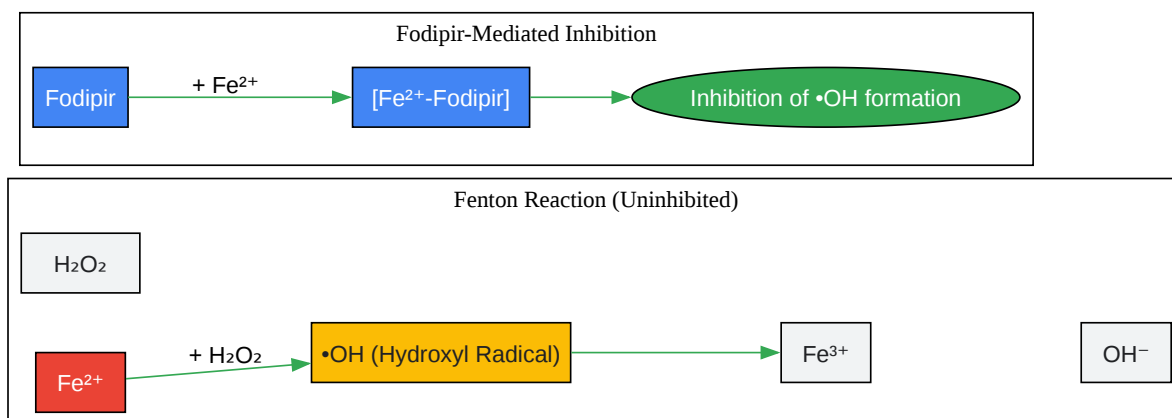 Fodipir-Mediated Inhibition
Fodipir
+ Fe²⁺
[Fe²⁺-Fodipir]
Inhibition of •OH formation
Fenton Reaction (Uninhibited)
H₂O₂
Fe²⁺
+ H₂O₂
•OH (Hydroxyl Radical)
Fe³⁺
OH⁻